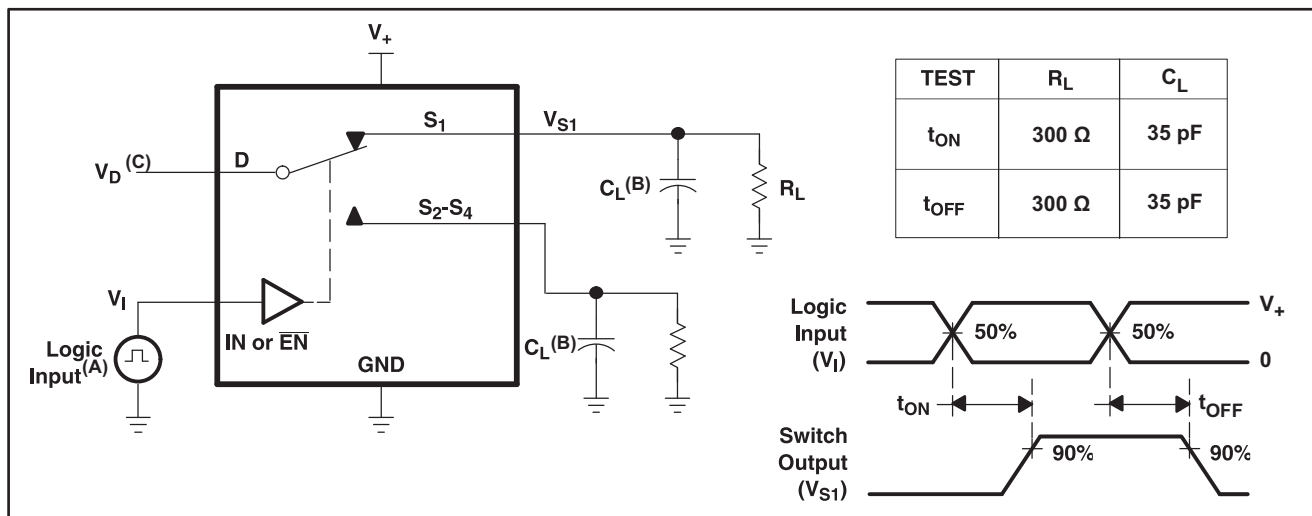 V+
S1
VS1
D
VD (C)
CL(B)
RL
S2-S4
VI
IN or EN
CL(B)
Logic
Input(A)
GND
TEST RL CL
tON 300 Ω 35 pF
tOFF 300 Ω 35 pF
Logic
Input
(VI)
50%
50%
V+
0
tON
tOFF
Switch
Output
(VS1)
90%
90%